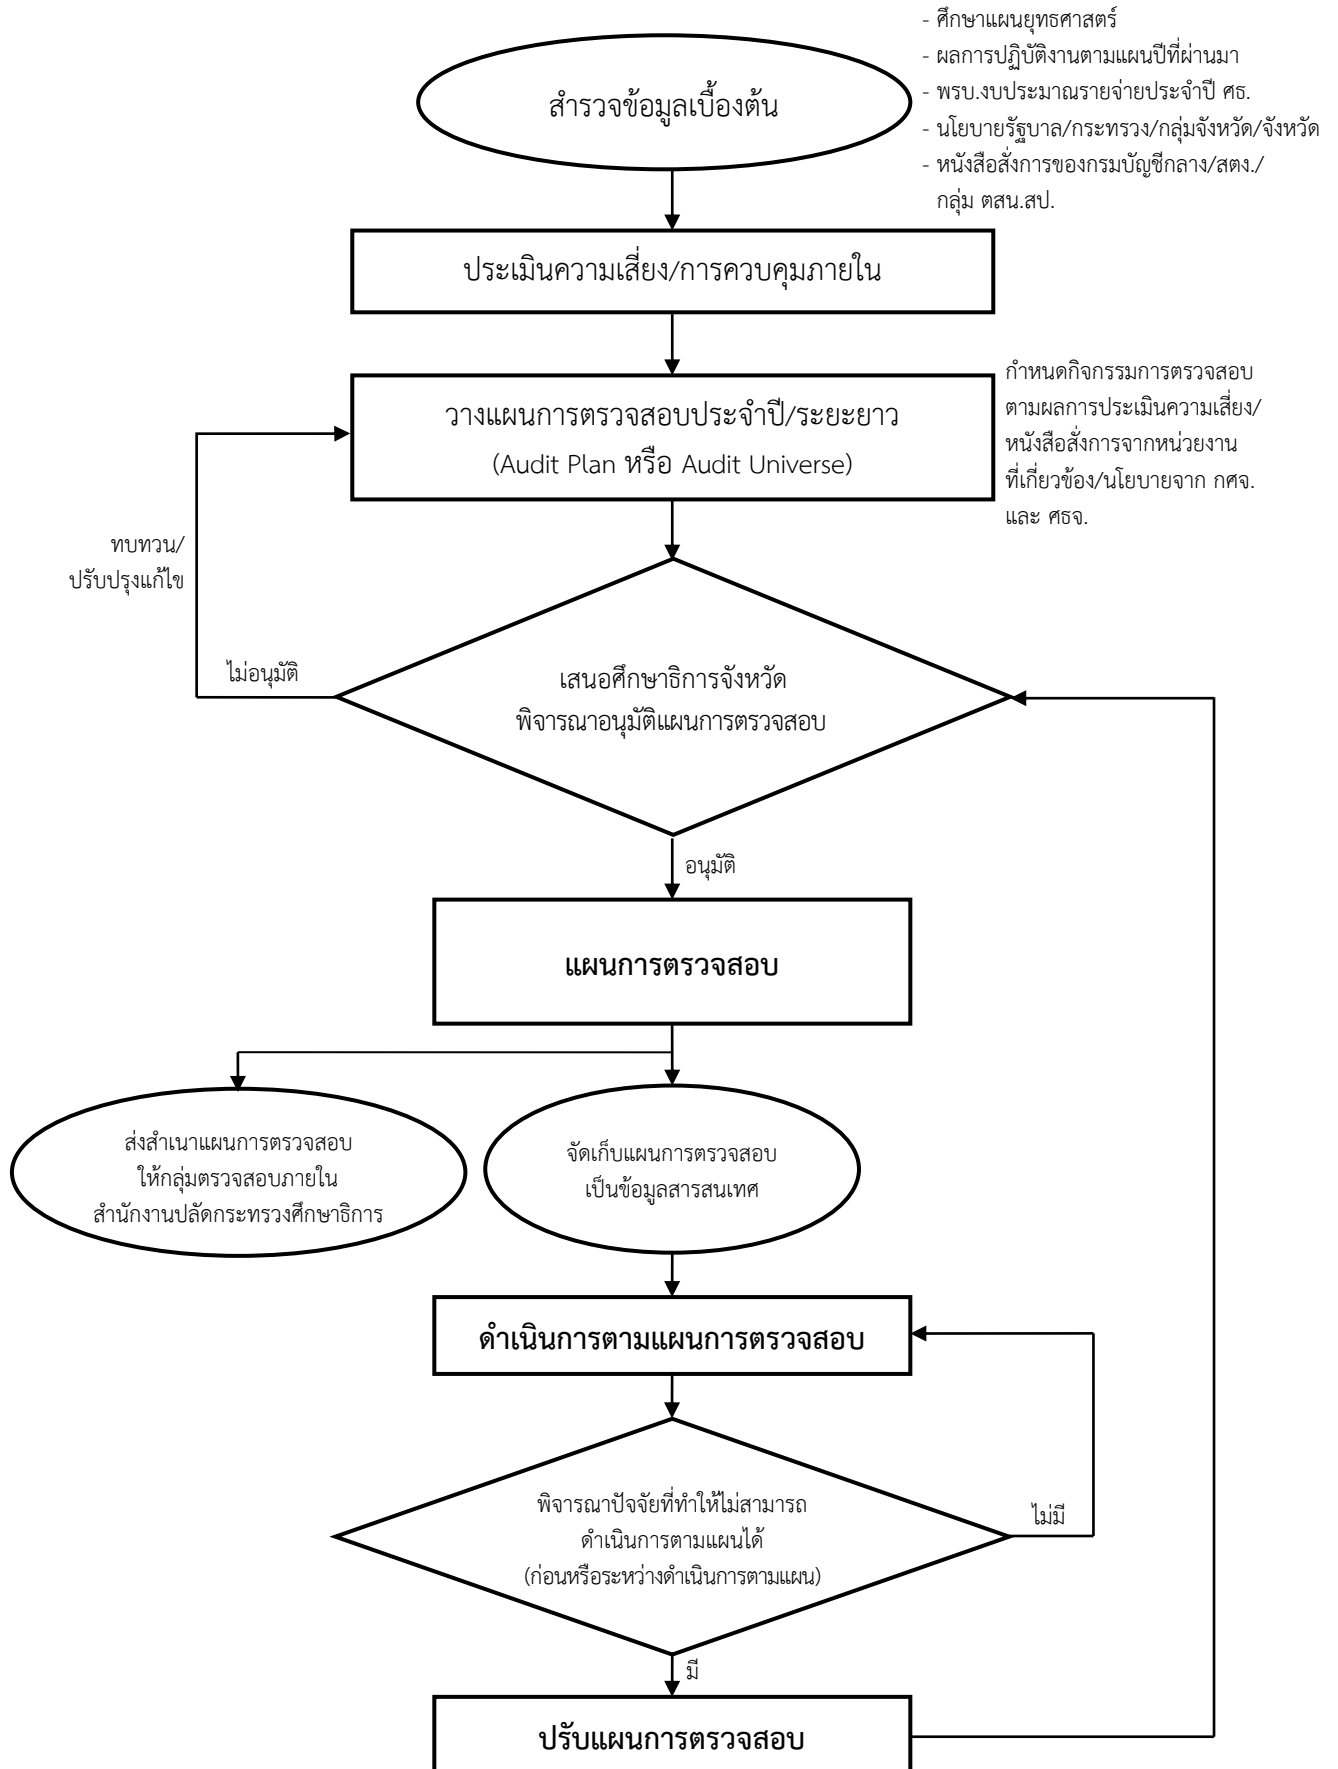 - ศึกษาแผนยุทธศาสตร์
- ผลการปฏิบัติงานตามแผนปีที่ผ่านมา
- พรบ.งบประมาณรายจ่ายประจำปี ศธ.
- นโยบายรัฐบาล/กระทรวง/กลุ่มจังหวัด/จังหวัด
- หนังสือสั่งการของกรมบัญชีกลาง/สตง./
กลุ่ม ตสน.สป.
สำรวจข้อมูลเบื้องต้น
ประเมินความเสี่ยง/การควบคุมภายใน
วางแผนการตรวจสอบประจำปี/ระยะยาว
(Audit Plan หรือ Audit Universe)
กำหนดกิจกรรมการตรวจสอบ
ตามผลการประเมินความเสี่ยง/
หนังสือสั่งการจากหน่วยงาน
ที่เกี่ยวข้อง/นโยบายจาก กศจ.
และ ศธจ.
ทบทวน/
ปรับปรุงแก้ไข
ไม่อนุมัติ
เสนอศึกษาธิการจังหวัด
พิจารณาอนุมัติแผนการตรวจสอบ
อนุมัติ
แผนการตรวจสอบ
ส่งสำเนาแผนการตรวจสอบ
ให้กลุ่มตรวจสอบภายใน
สำนักงานปลัดกระทรวงศึกษาธิการ
จัดเก็บแผนการตรวจสอบ
เป็นข้อมูลสารสนเทศ
ดำเนินการตามแผนการตรวจสอบ
พิจารณาปัจจัยที่ทำให้ไม่สามารถ
ดำเนินการตามแผนได้
(ก่อนหรือระหว่างดำเนินการตามแผน)
ไม่มี
มี
ปรับแผนการตรวจสอบ